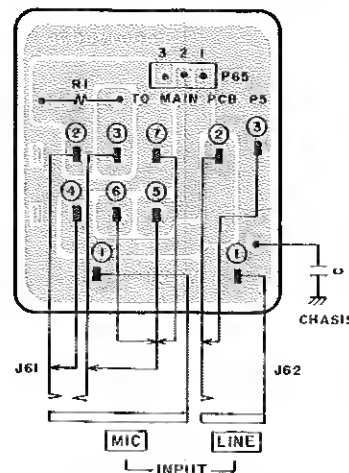 3 2 1
P65
R1
TO MAIN PCB P5
2 3 7 2 3
4 6 5
1 1
CHASIS
J61 J62
MIC LINE
INPUT